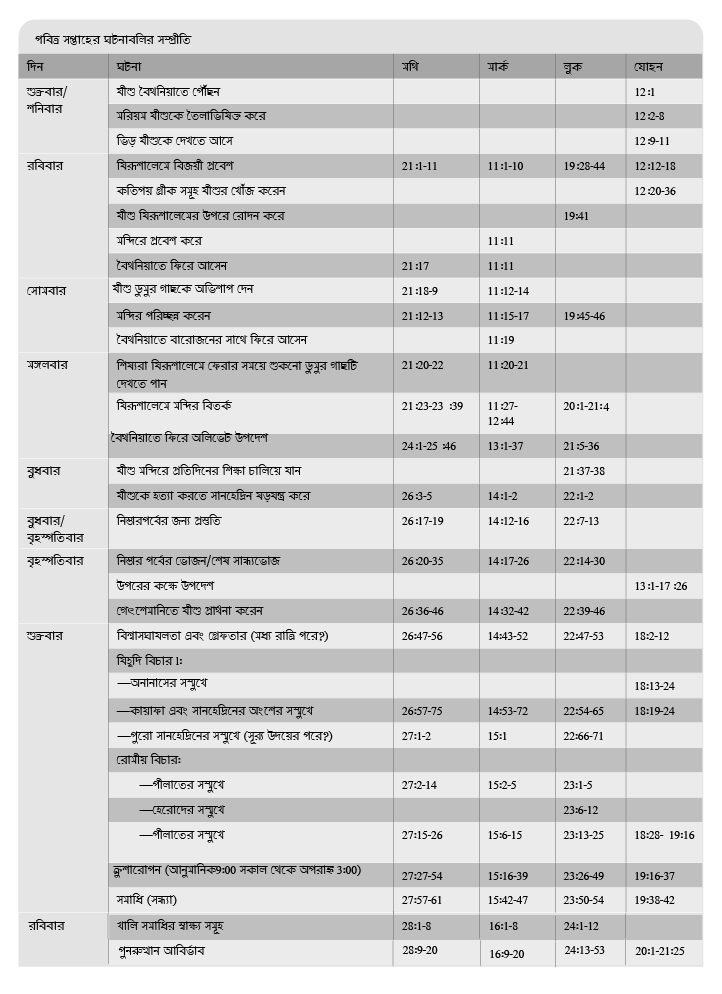 পবিত্র সপ্তাহের ঘটনাবলির সম্প্রীতি
দিন ঘটনা মথি মার্ক লুক যোহন
শুক্রবার/ যীশু বৈথনিয়াতে পৌঁছন 12:1
শনিবার মরিয়ম যীশুকে তৈলাভিষিক্ত করে 12:2-8
ভিড় যীশুকে দেখতে আসে 12:9-11
রবিবার যিরূশালেমে বিজয়ী প্রবেশ 21:1-11 11:1-10 19:28-44 12:12-18
কতিপয় গ্রীক সমূহ যীশুর খোঁজ করেন 12:20-36
যীশু যিরূশালেমের উপরে রোদন করে 19:41
মন্দিরে প্রবেশ করে 11:11
বৈথনিয়াতে ফিরে আসেন 21:17 11:11
সোমবার যীশু ডুমুর গাছকে অভিশাপ দেন 21:18-9 11:12-14
মন্দির পরিচ্ছন্ন করেন 21:12-13 11:15-17 19:45-46
বৈথনিয়াতে বারোজনের সাথে ফিরে আসেন 11:19
মঙ্গলবার শিষ্যরা যিরূশালেমে ফেরার সময়ে শুকনো ডুমুর গাছটি 21:20-22 11:20-21
দেখতে পান
যিরূশালেমে মন্দির বিতর্ক 21:23-23 :39 11:27- 20:1-21:4
12:44
বৈথনিয়াতে ফিরে অলিভেট উপদেশ 24:1-25 :46 13:1-37 21:5-36
বুধবার যীশু মন্দিরে প্রতিদিনের শিক্ষা চালিয়ে যান 21:37-38
যীশুকে হত্যা করতে সানহেদ্রিন ষড়যন্ত্র করে 26:3-5 14:1-2 22:1-2
বুধবার/ নিস্তারপর্বের জন্য প্রস্তুতি 26:17-19 14:12-16 22:7-13
বৃহস্পতিবার
বৃহস্পতিবার নিস্তার পর্বের ভোজন/শেষ সান্ধ্যভোজ 26:20-35 14:17-26 22:14-30
উপরের কক্ষে উপদেশ 13:1-17:26
গেৎশেমানিতে যীশু প্রার্থনা করেন 26:36-46 14:32-42 22:39-46
শুক্রবার বিশ্বাসঘাযলতা এবং গ্রেফতার (মধ্য রাত্রি পরে?) 26:47-56 14:43-52 22:47-53 18:2-12
যিহূদি বিচার l:
—অনানাসের সম্মুখে 18:13-24
—কায়াফা এবং সানহেদ্রিনের অংশের সম্মুখে 26:57-75 14:53-72 22:54-65 18:19-24
—পুরো সানহেদ্রিনের সম্মুখে (সূর্য উদয়ের পরে?) 27:1-2 15:1 22:66-71
রোমীয় বিচার:
—পীলাতের সম্মুখে 27:2-14 15:2-5 23:1-5
—হেরোদের সম্মুখে 23:6-12
—পীলাতের সম্মুখে 27:15-26 15:6-15 23:13-25 18:28- 19:16
ক্রুশারোপন (আনুমানিক9:00 সকাল থেকে অপরাহ্ন 3:00) 27:27-54 15:16-39 23:26-49 19:16-37
সমাধি (সন্ধ্যা) 27:57-61 15:42-47 23:50-54 19:38-42
রবিবার খালি সমাধির স্বাক্ষ্য সমূহ 28:1-8 16:1-8 24:1-12
পুনরুত্থান আবির্ভাব 28:9-20 16:9-20 24:13-53 20:1-21:25